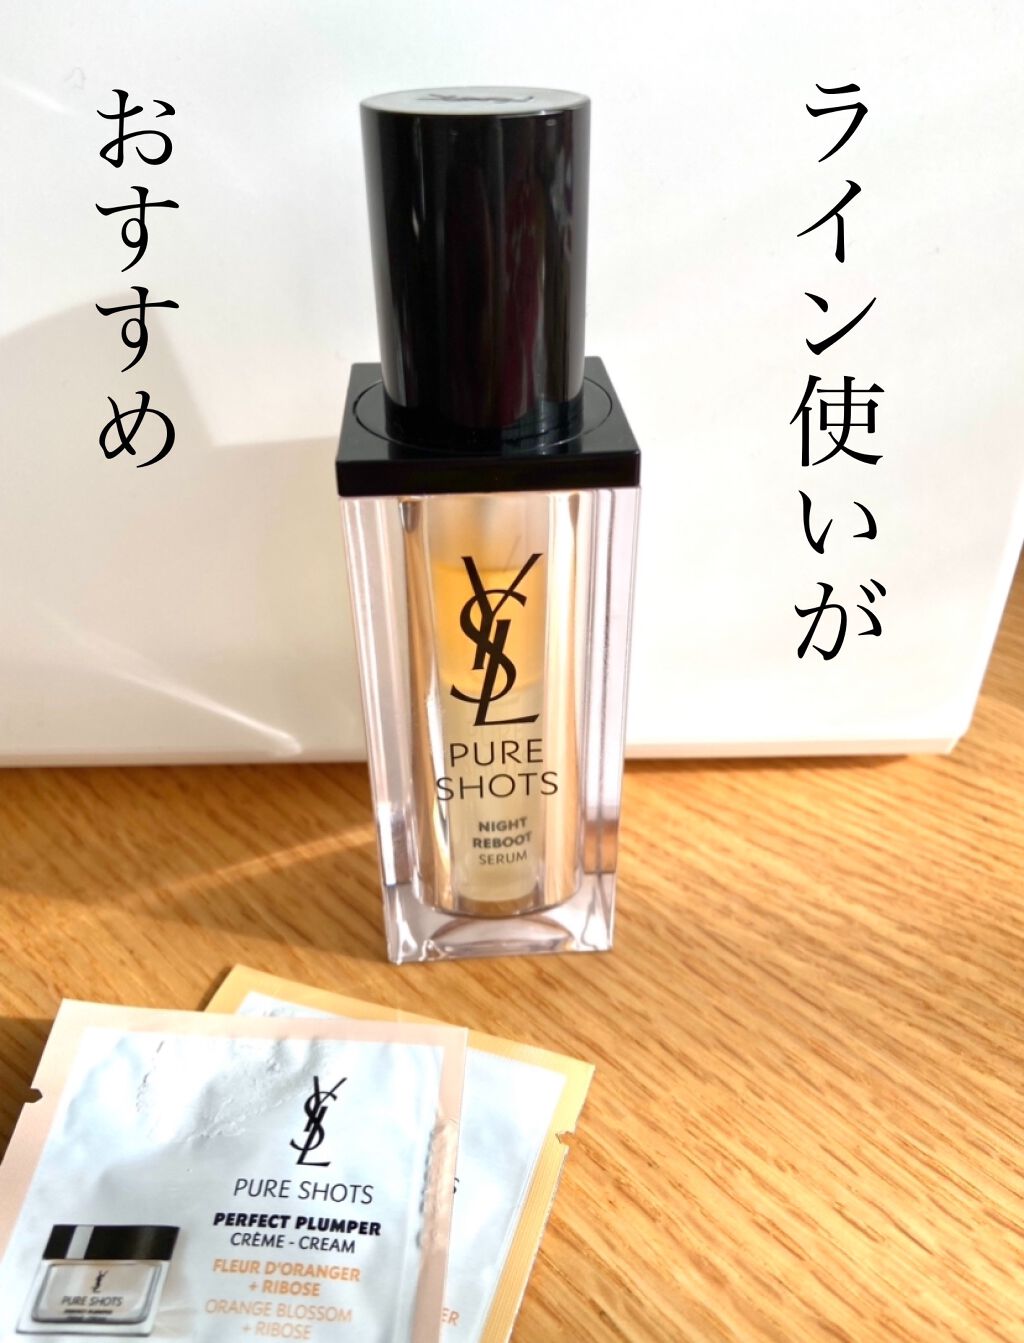 ライン使いが
おすすめ
YSL
PURE
SHOTS
NIGHT
REBOOT
SERUM
YSL
PURE SHOTS
PERFECT PLUMPER
CRÈME - CREAM
FLEUR D'ORANGER
+ RIBOSE
ORANGE BLOSSOM
+ RIBOSE
YSL
PURE SHOTS